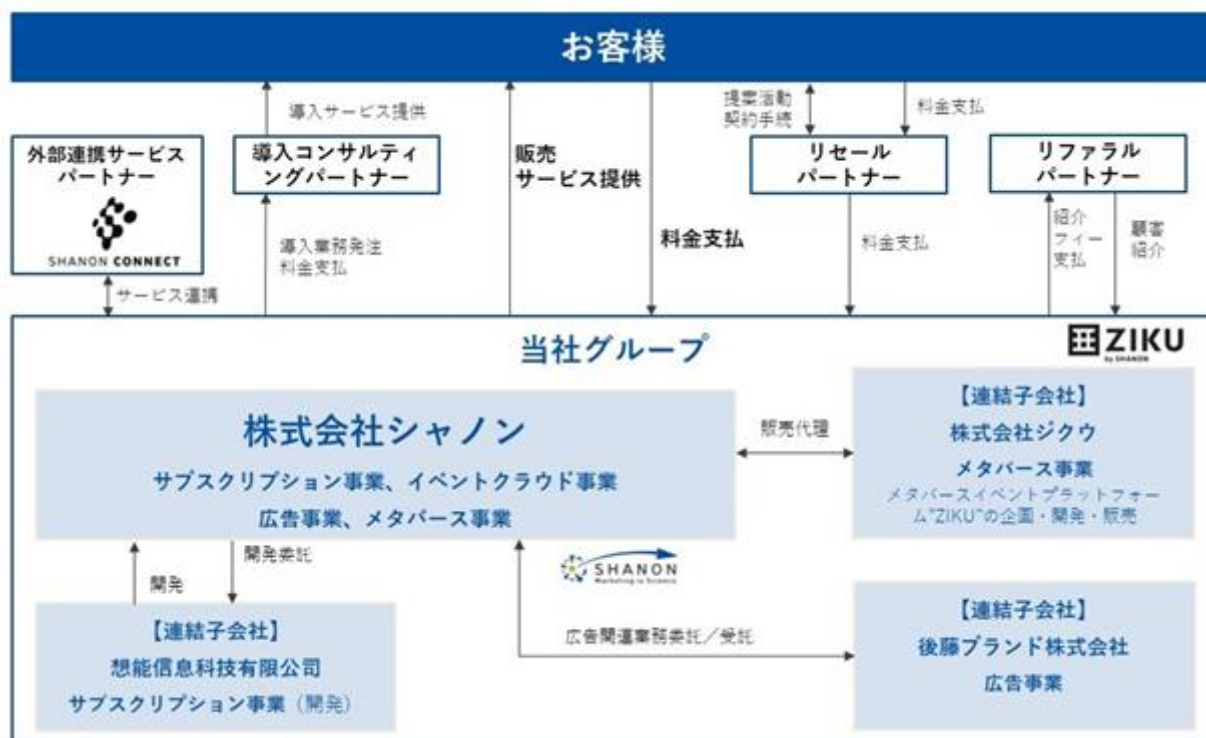 お客様
導入サービス提供
提案活動
契約手続
料金支払
外部連携サービス
パートナー
SHANON CONNECT
導入コンサルティ
ングパートナー
販売
サービス提供
リセール
パートナー
リファラル
パートナー
導入業務発注
料金支払
料金支払
料金支払
紹介
フィー
支払
顧客
紹介
サービス連携
当社グループ
ZIKU
by SHANON
株式会社シャノン
サブスクリプション事業、イベントクラウド事業
広告事業、メタバース事業
販売代理
【連結子会社】
株式会社ジクウ
メタバース事業
メタバースイベントプラットフォー
ム"ZIKU"の企画・開発・販売
開発
開発委託
SHANON
Marketing is Science
【連結子会社】
想能信息科技有限公司
サブスクリプション事業（開発）
広告関連業務委託／受託
【連結子会社】
後藤ブランド株式会社
広告事業